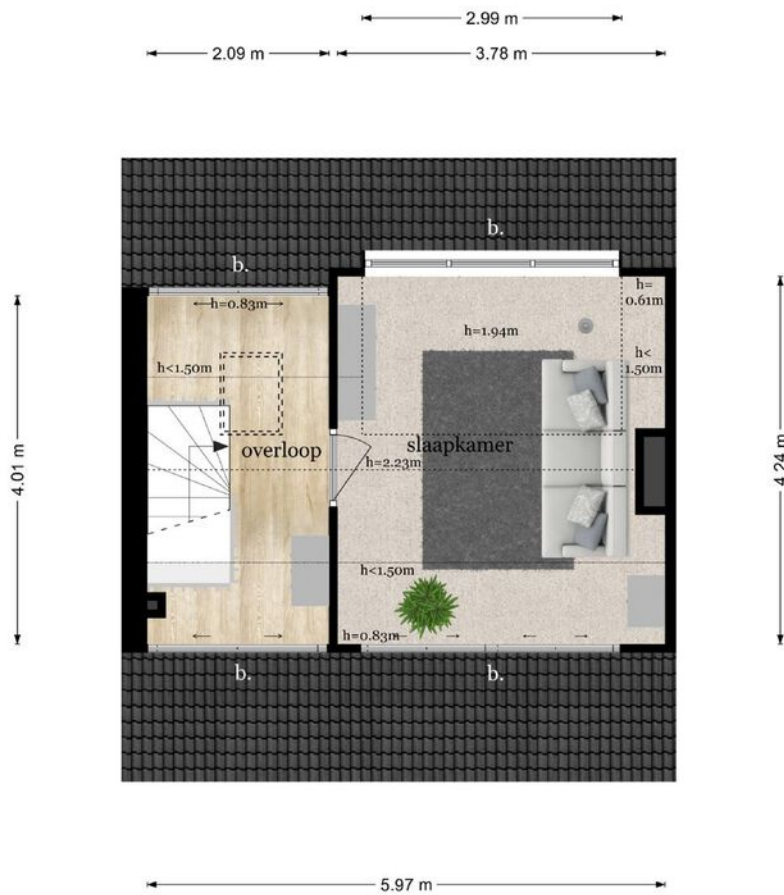 2.99 m
2.09 m
3.78 m
b.
b.
h=0.83m
h=
0.61m
h=1.94m
h<1.50m
h<
1.50m
overloop
slaapkamer
h=2.23m
4.01 m
4.24 m
h<1.50m
h=0.83m
b.
b.
5.97 m